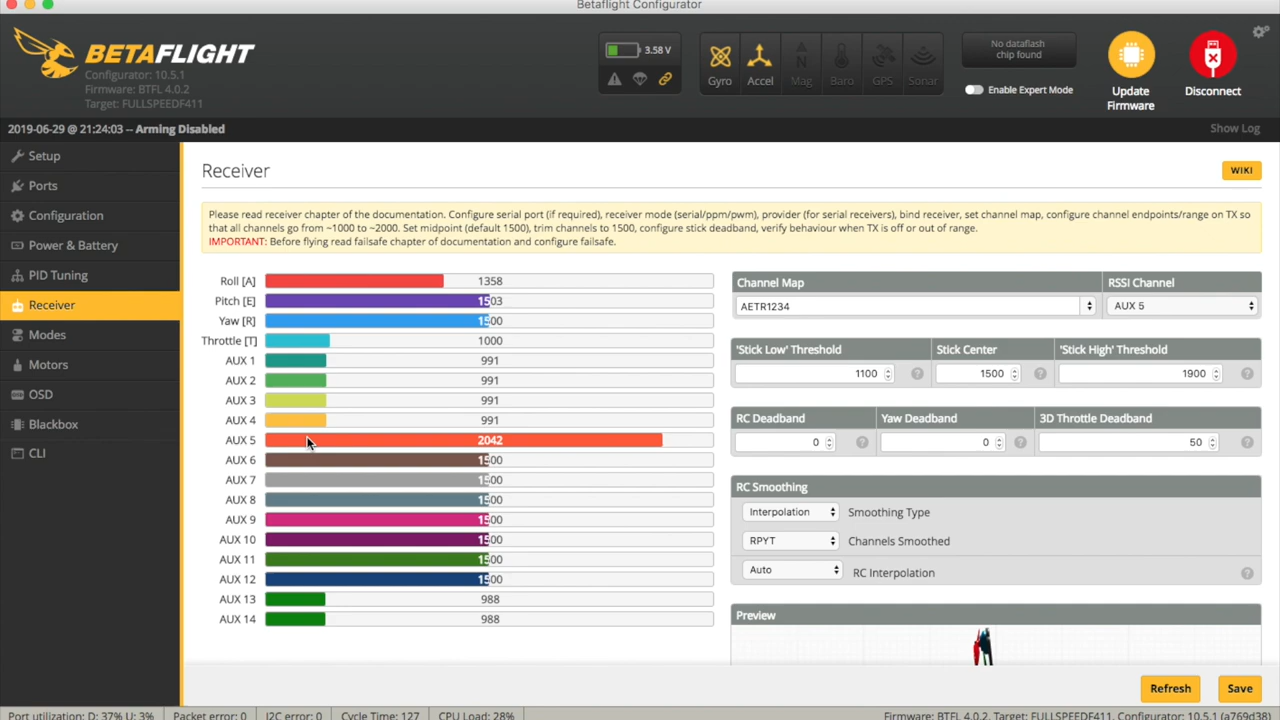 Betaflight Configurator
BETAFLIGHT
Configurator: 10.5.1
Firmware: BTFL 4.0.2
Target: FULLSPEEDF411
3.58 V
Gyro
Accel
Mag
Baro
GPS
Sonar
No dataflash
chip found
Enable Expert Mode
Update
Firmware
Disconnect
2019-06-29 @ 21:24:03 -- Arming Disabled
Show Log
Setup
Ports
Configuration
Power & Battery
PID Tuning
Receiver
Modes
Motors
OSD
Blackbox
CLI
Receiver
WIKI
Please read receiver chapter of the documentation. Configure serial port (if required), receiver mode (serial/ppm/pwm), provider (for serial receivers), bind receiver, set channel map, configure channel endpoints/range on TX so
that all channels go from ~1000 to ~2000. Set midpoint (default 1500), trim channels to 1500, configure stick deadband, verify behaviour when TX is off or out of range.
IMPORTANT: Before flying read failsafe chapter of documentation and configure failsafe.
Roll [A] 1358
Pitch [E] 1503
Yaw [R] 1500
Throttle [T] 1000
AUX 1 991
AUX 2 991
AUX 3 991
AUX 4 991
AUX 5 2042
AUX 6 1500
AUX 7 1500
AUX 8 1500
AUX 9 1500
AUX 10 1500
AUX 11 1500
AUX 12 1500
AUX 13 988
AUX 14 988
Channel Map RSSI Channel
AETR1234 AUX 5
'Stick Low' Threshold Stick Center 'Stick High' Threshold
1100 ? 1500 ? 1900 ?
RC Deadband Yaw Deadband 3D Throttle Deadband
0 ? 0 ? 50 ?
RC Smoothing
Interpolation Smoothing Type
RPYT Channels Smoothed
Auto RC Interpolation ?
Preview
Refresh Save
Port utilization: D: 37% U: 3% Packet error: 0 I2C error: 0 Cycle Time: 127 CPU Load: 28% Firmware: BTFL 4.0.2, Target: FULLSPEEDF411, Configurator: 10.5.1 (a769d38)